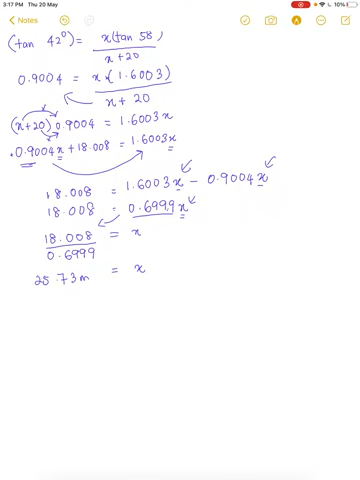 3:17 PM Thu 20 May
10%
Notes
(tan 42°) = x(tan 58)
x+20
0.9004 = x (1.6003)
x + 20
(x+20) 0.9004 = 1.6003x
0.9004x + 18.008 = 1.6003x
18.008 = 1.6003x - 0.9004x
18.008 = 0.6999x
18.008 = x
0.6999
25.73m = x